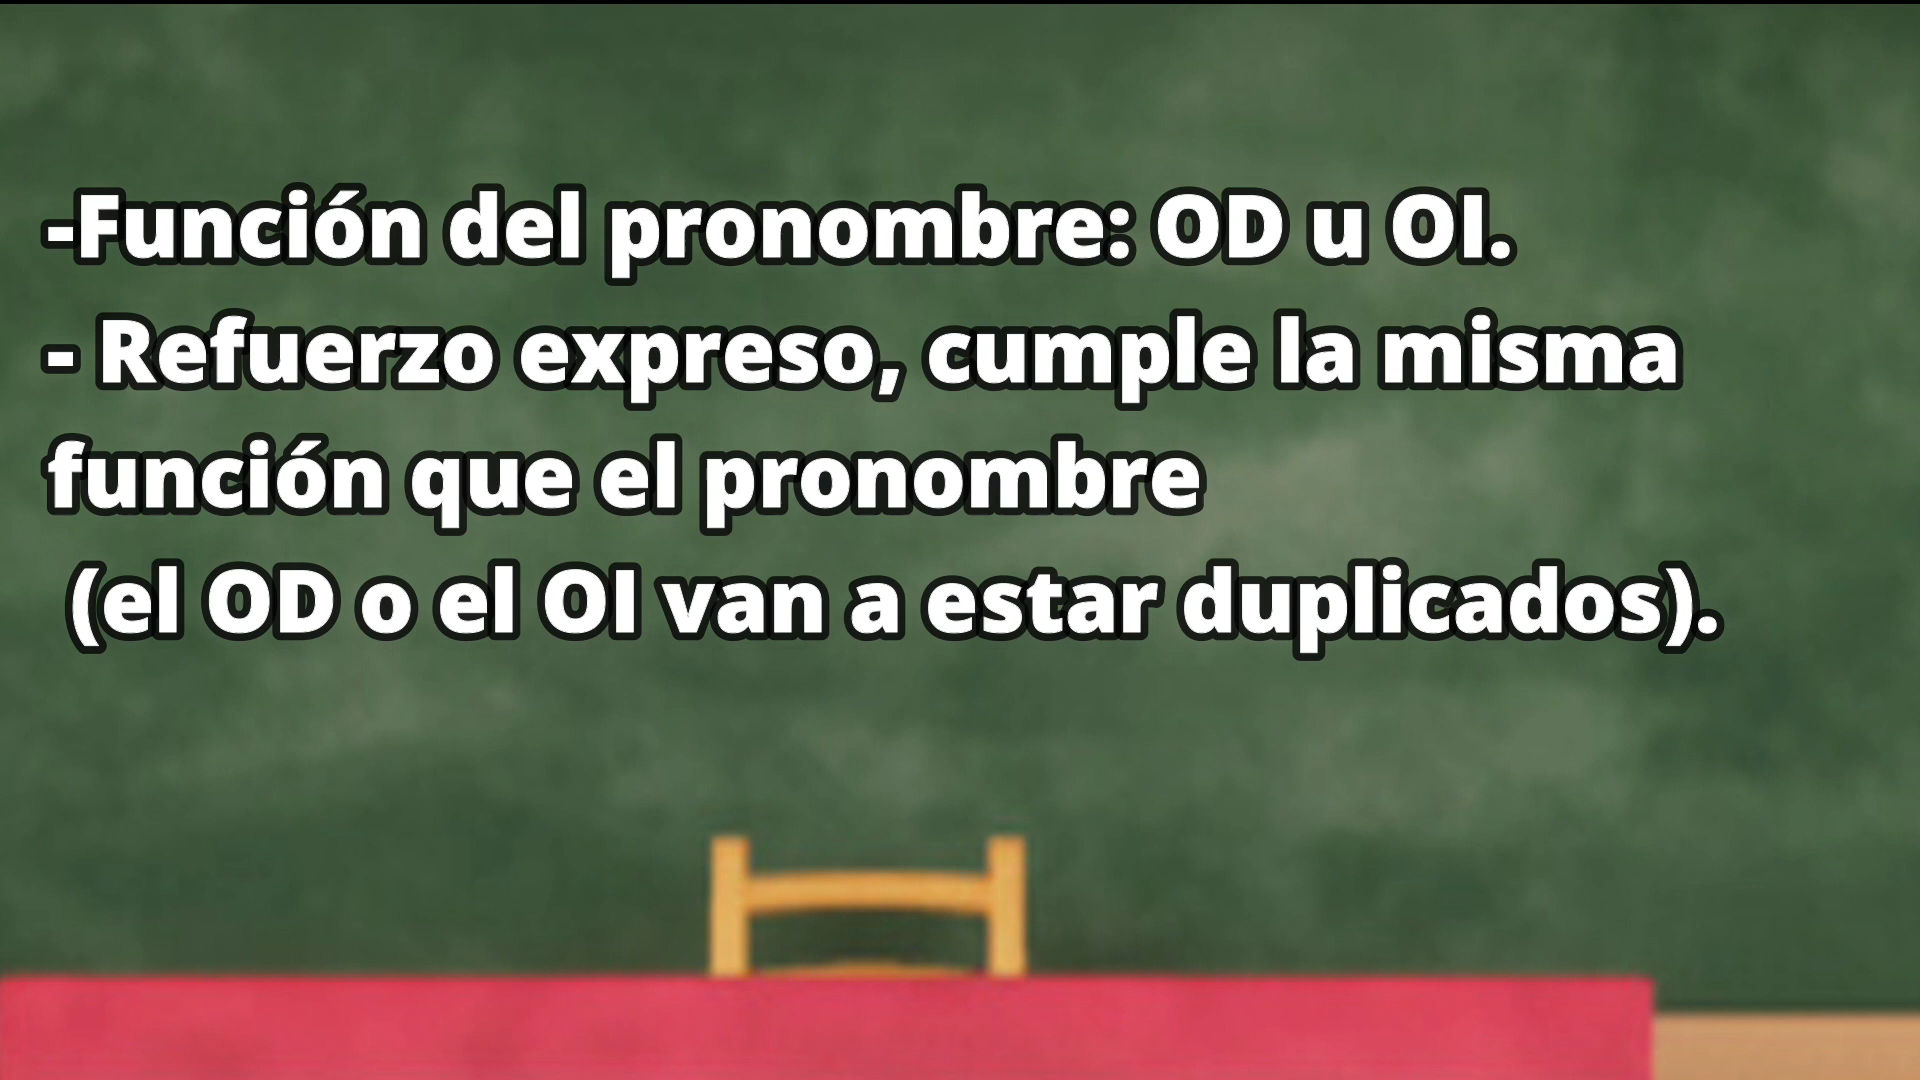 -Función del pronombre: OD u OI.
- Refuerzo expreso, cumple la misma
función que el pronombre
(el OD o el OI van a estar duplicados).